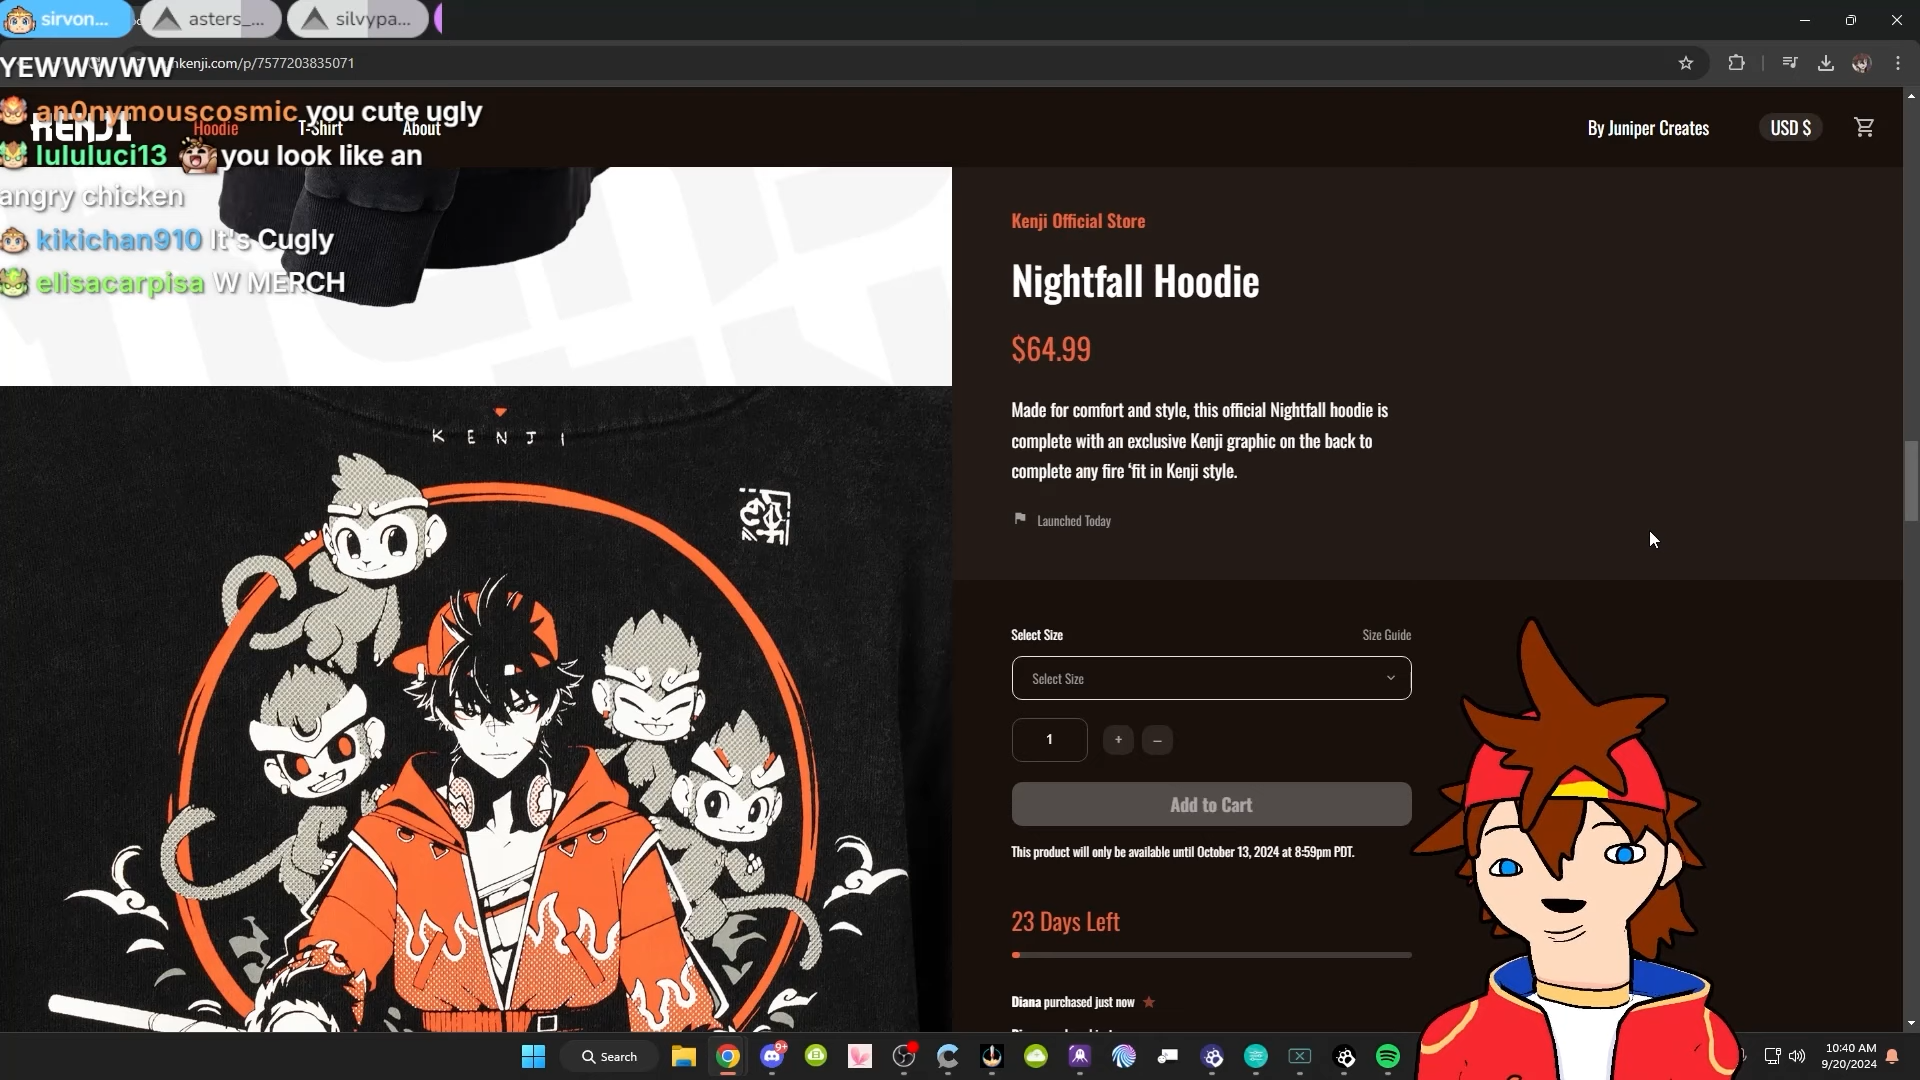 sirvon...
asters_...
silvypa...
YEWWWWW
kenji.com/p/7577203835071
an0nymouscosmic you cute ugly
KENJI
Hoodie
T-Shirt
About
By Juniper Creates
USD $
lululuci13 you look like an
angry chicken
kikichan910 It's Cugly
elisacarpisa W MERCH
Kenji Official Store
Nightfall Hoodie
$64.99
Made for comfort and style, this official Nightfall hoodie is
complete with an exclusive Kenji graphic on the back to
complete any fire ‘fit in Kenji style.
Launched Today
KENJI
Select Size
Size Guide
Select Size
1
+
-
Add to Cart
This product will only be available until October 13, 2024 at 8:59pm PDT.
23 Days Left
Diana purchased just now
Search
9+
10:40 AM
9/20/2024